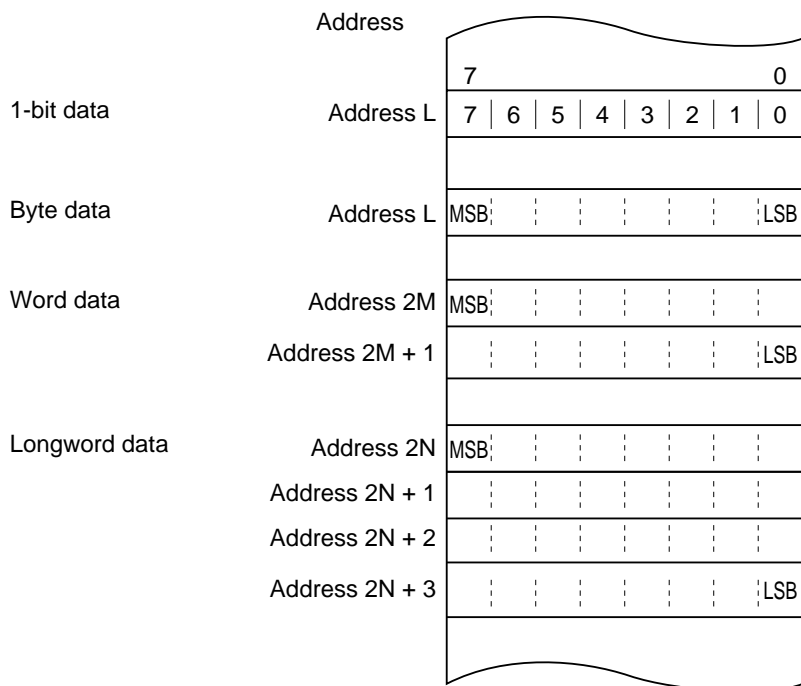 Address
7 0
1-bit data Address L 7 6 5 4 3 2 1 0
Byte data Address L MSB LSB
Word data Address 2M MSB
Address 2M + 1 LSB
Longword data Address 2N MSB
Address 2N + 1
Address 2N + 2
Address 2N + 3 LSB